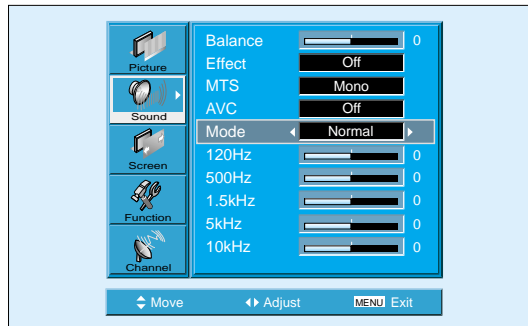 Picture
Sound
Screen
Function
Channel
Balance 0
Effect Off
MTS Mono
AVC Off
Mode Normal
120Hz 0
500Hz 0
1.5kHz 0
5kHz 0
10kHz 0
Move Adjust MENU Exit